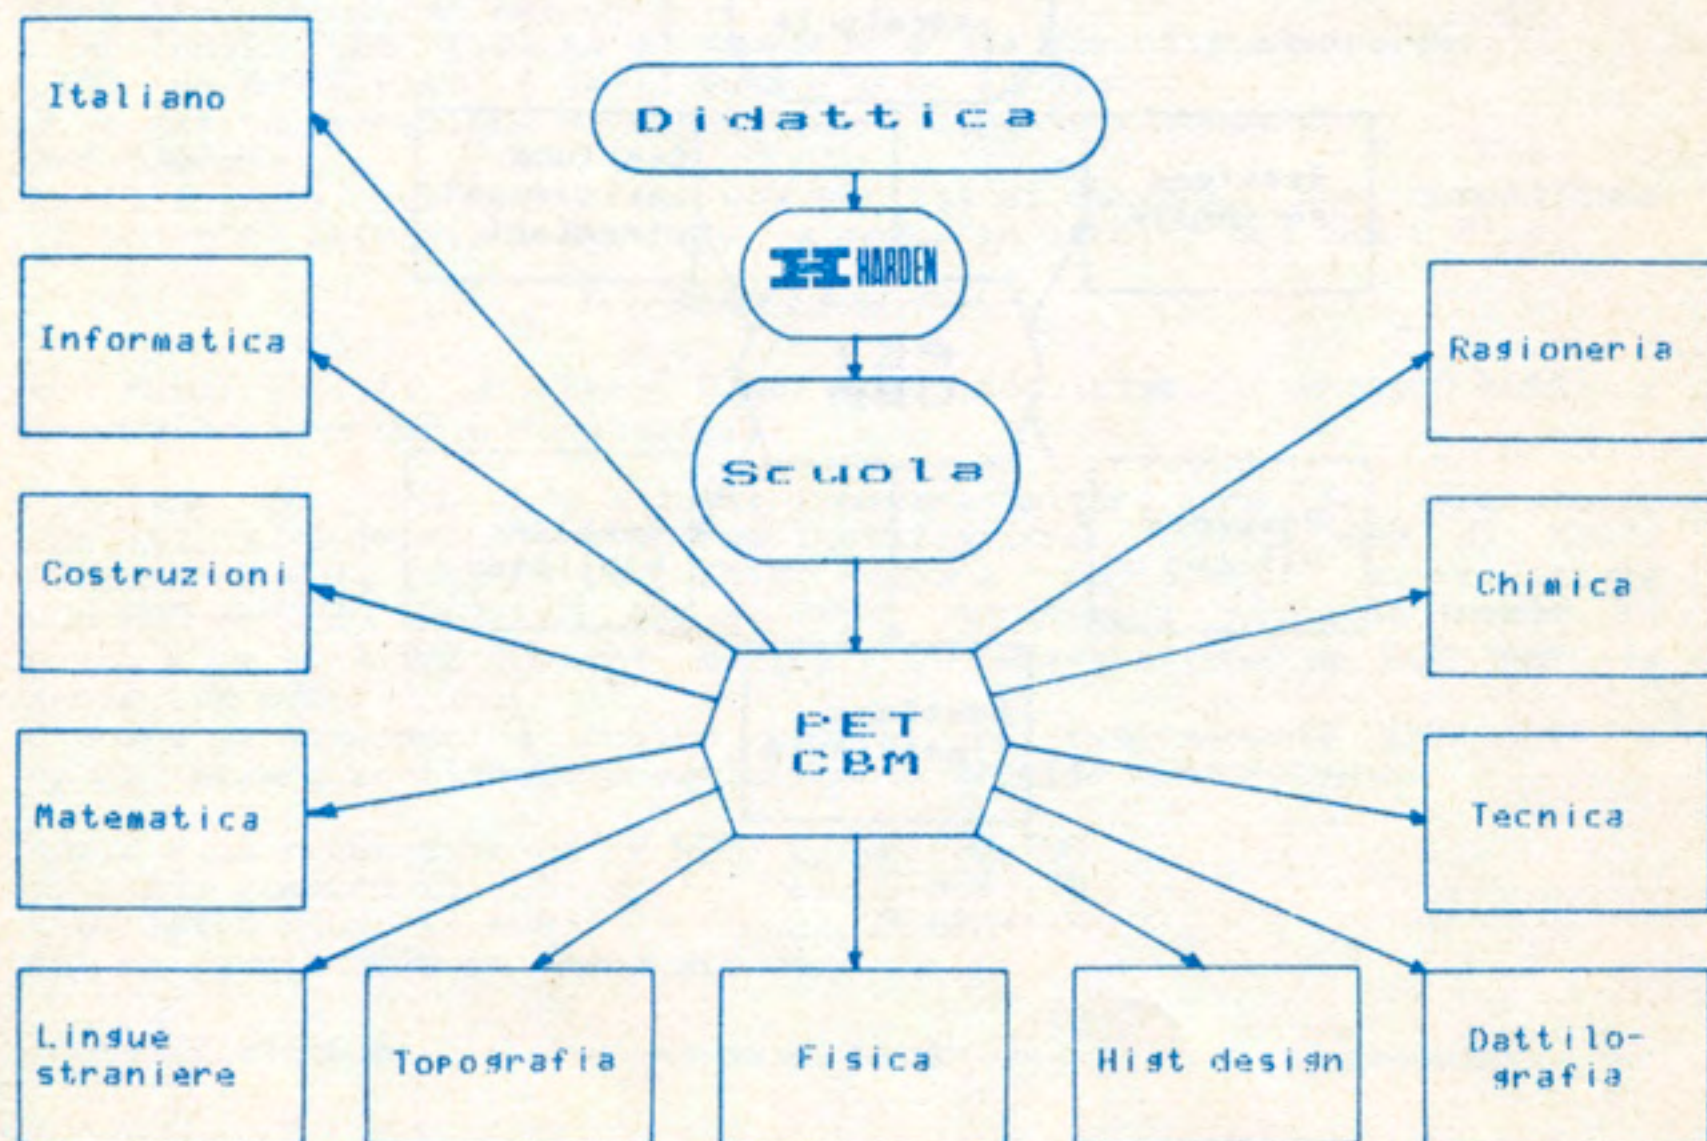 Italiano
Didattica
HARDEN
Informatica
Ragioneria
Scuola
Costruzioni
Chimica
PET
CBM
Matematica
Tecnica
Lingue
straniere
Topografia
Fisica
Higt design
Dattilo-
grafia